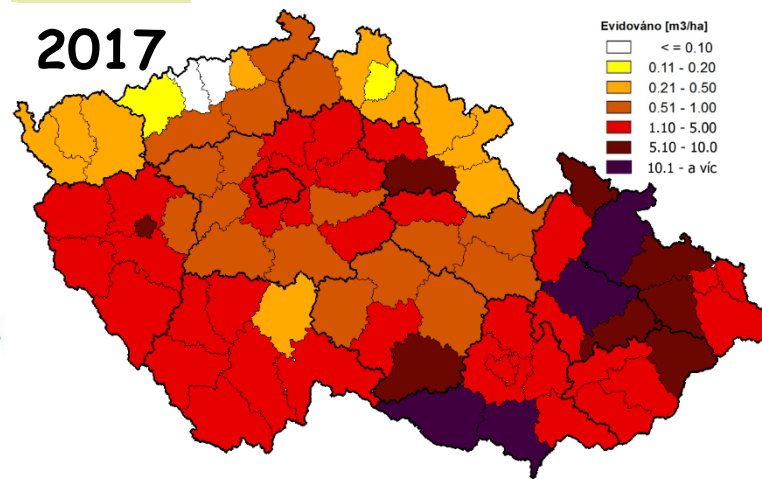 2017
Evidováno [m3/ha]
< = 0.10
0.11 - 0.20
0.21 - 0.50
0.51 - 1.00
1.10 - 5.00
5.10 - 10.0
10.1 - a víc